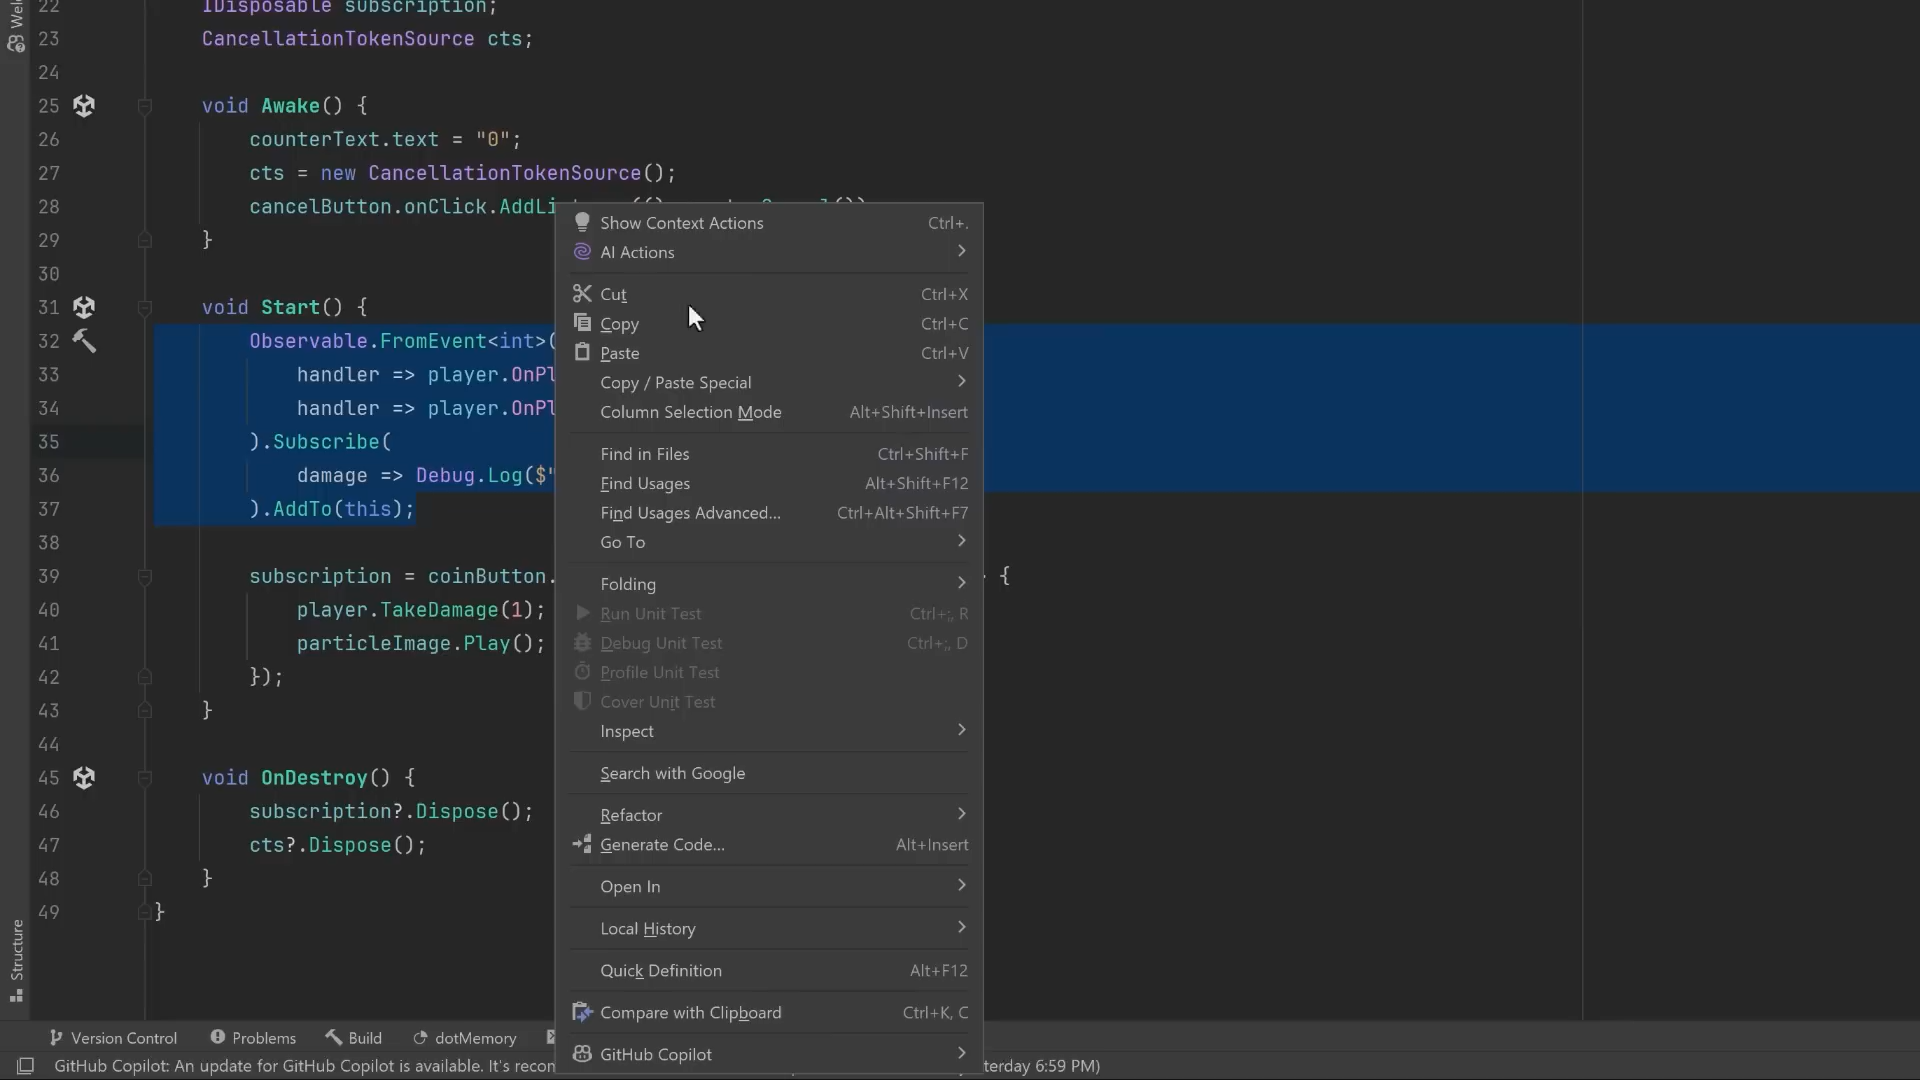 22 IDisposable subscription;
23 CancellationTokenSource cts;
24
25 void Awake() {
26 counterText.text = "0";
27 cts = new CancellationTokenSource();
28 cancelButton.onClick.AddLi
29 }
30
31 void Start() {
32 Observable.FromEvent<int>(
33 handler => player.OnPl
34 handler => player.OnPl
35 ).Subscribe(
36 damage => Debug.Log($"
37 ).AddTo(this);
38
39 subscription = coinButton. {
40 player.TakeDamage(1);
41 particleImage.Play();
42 });
43 }
44
45 void OnDestroy() {
46 subscription?.Dispose();
47 cts?.Dispose();
48 }
49 }
Show Context Actions Ctrl+.
AI Actions
Cut Ctrl+X
Copy Ctrl+C
Paste Ctrl+V
Copy / Paste Special
Column Selection Mode Alt+Shift+Insert
Find in Files Ctrl+Shift+F
Find Usages Alt+Shift+F12
Find Usages Advanced... Ctrl+Alt+Shift+F7
Go To
Folding
Run Unit Test Ctrl+;, R
Debug Unit Test Ctrl+;, D
Profile Unit Test
Cover Unit Test
Inspect
Search with Google
Refactor
Generate Code... Alt+Insert
Open In
Local History
Quick Definition Alt+F12
Compare with Clipboard Ctrl+K, C
GitHub Copilot
Structure
Version Control Problems Build dotMemory
GitHub Copilot: An update for GitHub Copilot is available. It's recon terday 6:59 PM)